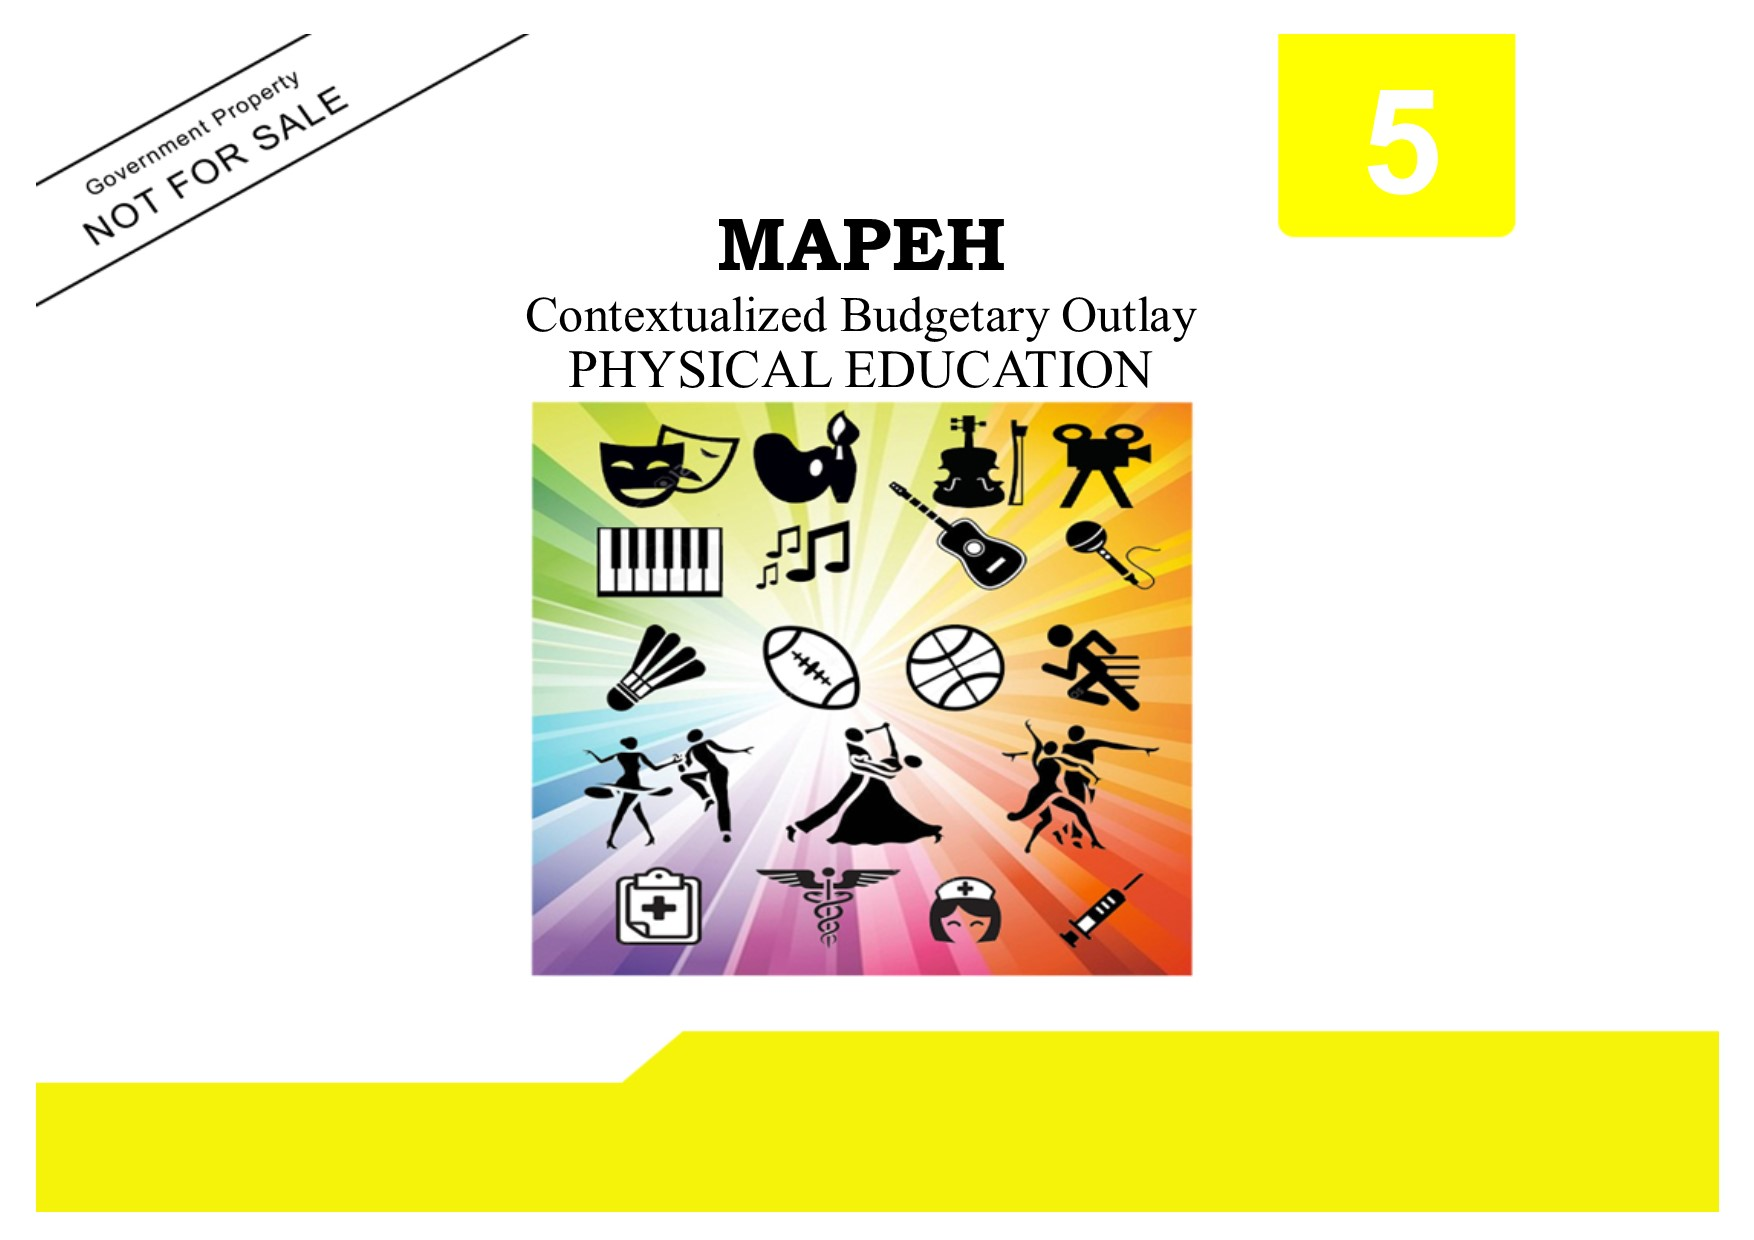 Government Property
NOT FOR SALE
5
MAPEH
Contextualized Budgetary Outlay
PHYSICAL EDUCATION